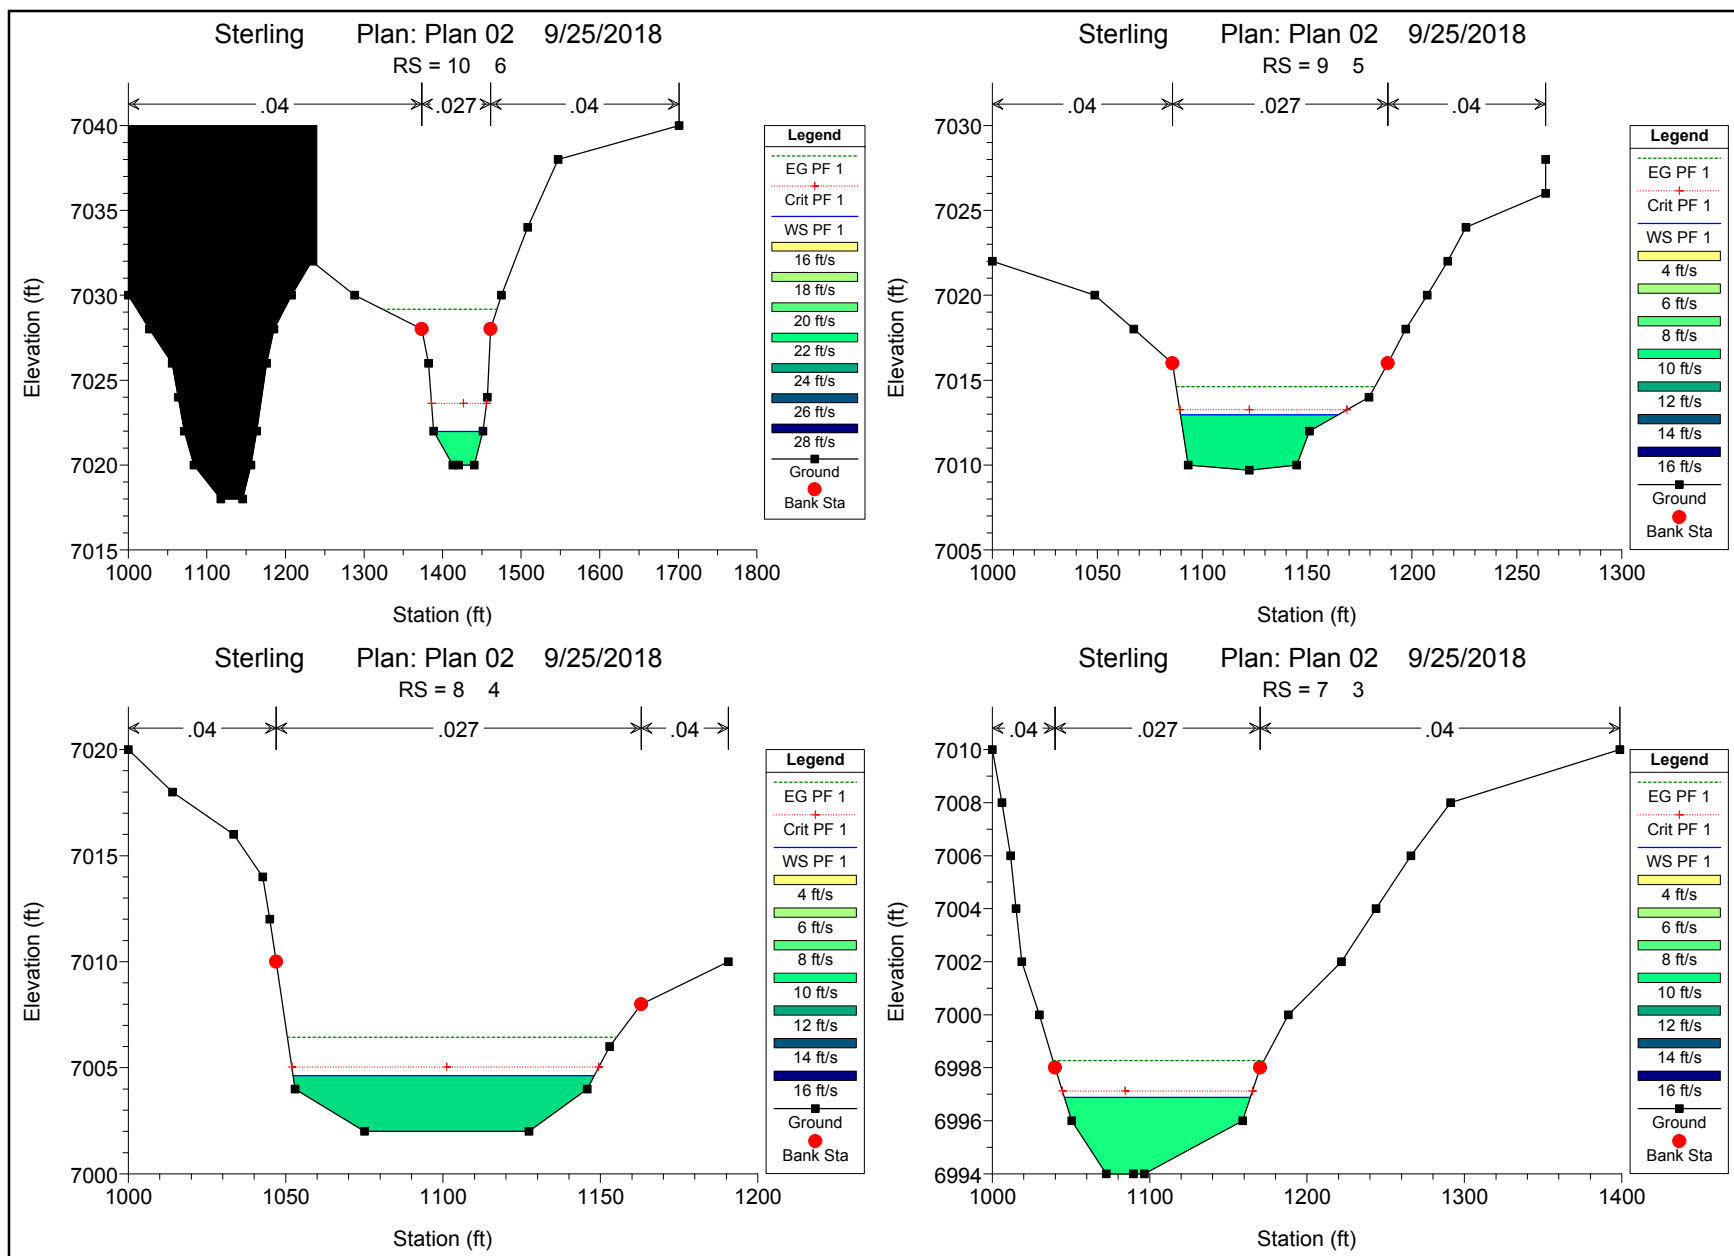 Sterling Plan: Plan 02 9/25/2018
RS = 10 6
.04 .027 .04
7040
7035
7030
7025
7020
7015
Elevation (ft)
1000 1100 1200 1300 1400 1500 1600 1700 1800
Station (ft)
Legend
EG PF 1
Crit PF 1
WS PF 1
16 ft/s
18 ft/s
20 ft/s
22 ft/s
24 ft/s
26 ft/s
28 ft/s
Ground
Bank Sta
Sterling Plan: Plan 02 9/25/2018
RS = 9 5
.04 .027 .04
7030
7025
7020
7015
7010
7005
Elevation (ft)
1000 1050 1100 1150 1200 1250 1300
Station (ft)
Legend
EG PF 1
Crit PF 1
WS PF 1
4 ft/s
6 ft/s
8 ft/s
10 ft/s
12 ft/s
14 ft/s
16 ft/s
Ground
Bank Sta
Sterling Plan: Plan 02 9/25/2018
RS = 8 4
.04 .027 .04
7020
7015
7010
7005
7000
Elevation (ft)
1000 1050 1100 1150 1200
Station (ft)
Legend
EG PF 1
Crit PF 1
WS PF 1
4 ft/s
6 ft/s
8 ft/s
10 ft/s
12 ft/s
14 ft/s
16 ft/s
Ground
Bank Sta
Sterling Plan: Plan 02 9/25/2018
RS = 7 3
.04 .027 .04
7010
7008
7006
7004
7002
7000
6998
6996
6994
Elevation (ft)
1000 1100 1200 1300 1400
Station (ft)
Legend
EG PF 1
Crit PF 1
WS PF 1
4 ft/s
6 ft/s
8 ft/s
10 ft/s
12 ft/s
14 ft/s
16 ft/s
Ground
Bank Sta